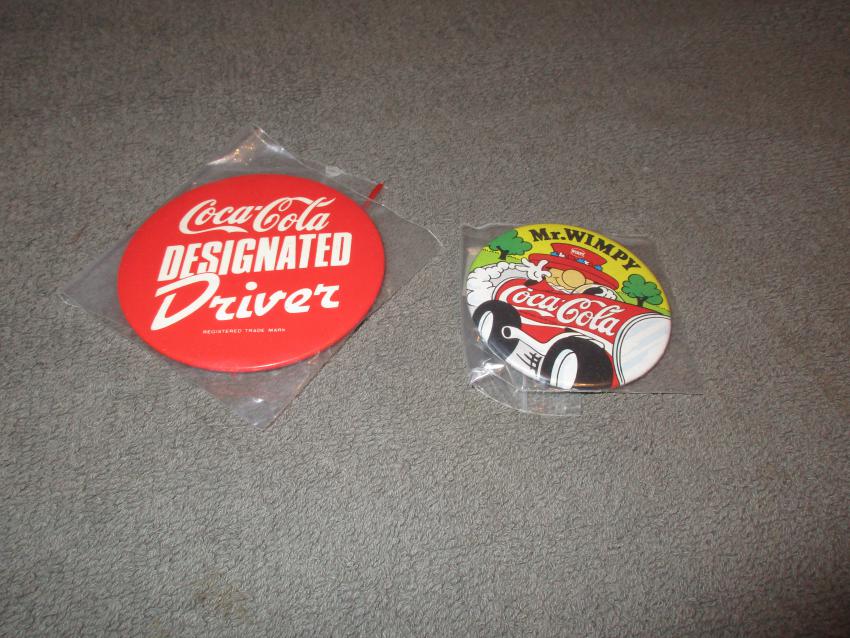 Coca-Cola
DESIGNATED
Driver
REGISTERED TRADE MARK
Mr. WIMPY
Coca-Cola